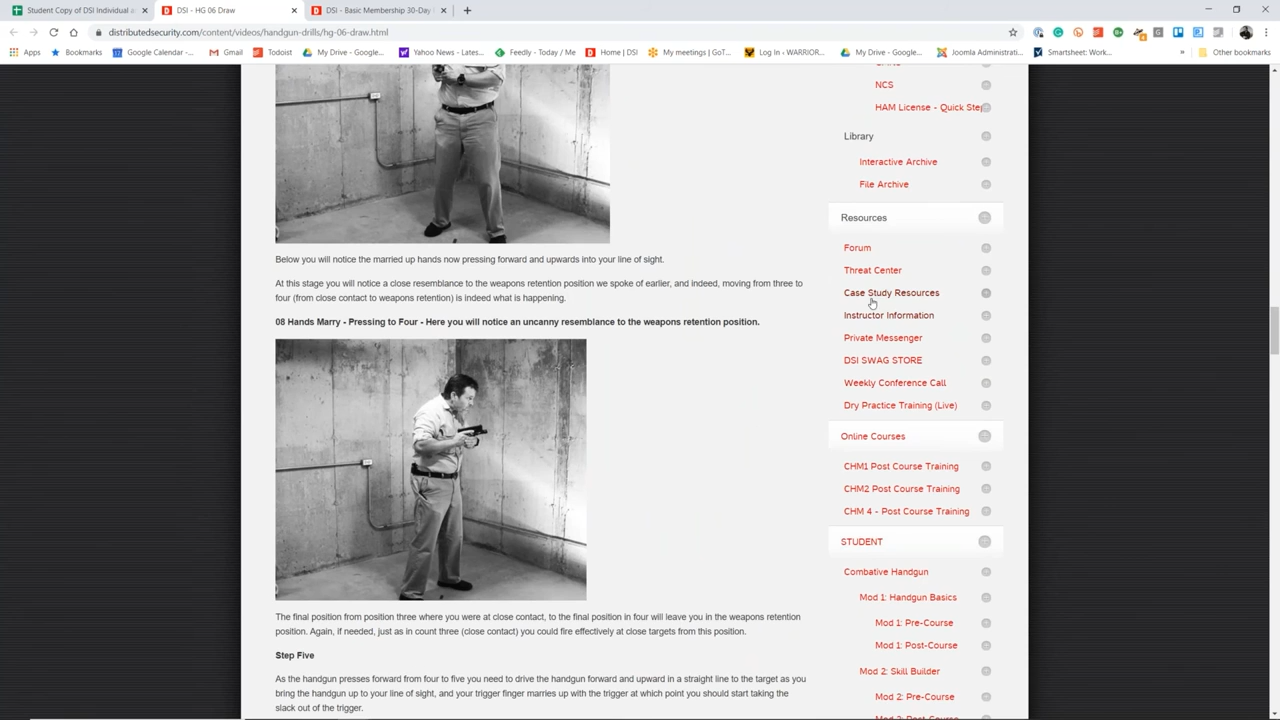 Student Copy of DSI Individual a
DSI - HG 06 Draw
DSI - Basic Membership 30-Day
distributedsecurity.com/content/videos/handgun-drills/hg-06-draw.html
Apps
Bookmarks
Google Calendar -...
Gmail
Todoist
My Drive - Google...
Yahoo News - Lates...
Feedly - Today / Me
Home | DSI
My meetings | GoT...
Log In ‹ WARRIOR...
My Drive - Google...
Joomla Administrati...
Smartsheet: Work...
»
Other bookmarks
Below you will notice the married up hands now pressing forward and upwards into your line of sight.
At this stage you will notice a close resemblance to the weapons retention position we spoke of earlier, and indeed, moving from three to
four (from close contact to weapons retention) is indeed what is happening.
08 Hands Marry - Pressing to Four - Here you will notice an uncanny resemblance to the weapons retention position.
The final position from position three where you were at close contact, to the final position in four will leave you in the weapons retention
position. Again, if needed, just as in count three (close contact) you could fire effectively at close targets from this position.
Step Five
As the handgun presses forward from four to five you need to drive the handgun forward and upward in a straight line to the target as you
bring the handgun up to your line of sight, and your trigger finger marries up with the trigger at which point you should start taking the
slack out of the trigger.
NCS
HAM License - Quick Step
Library
Interactive Archive
File Archive
Resources
Forum
Threat Center
Case Study Resources
Instructor Information
Private Messenger
DSI SWAG STORE
Weekly Conference Call
Dry Practice Training (Live)
Online Courses
CHM1 Post Course Training
CHM2 Post Course Training
CHM 4 - Post Course Training
STUDENT
Combative Handgun
Mod 1: Handgun Basics
Mod 1: Pre-Course
Mod 1: Post-Course
Mod 2: Skill Builder
Mod 2: Pre-Course
Mod 2: Post-Course